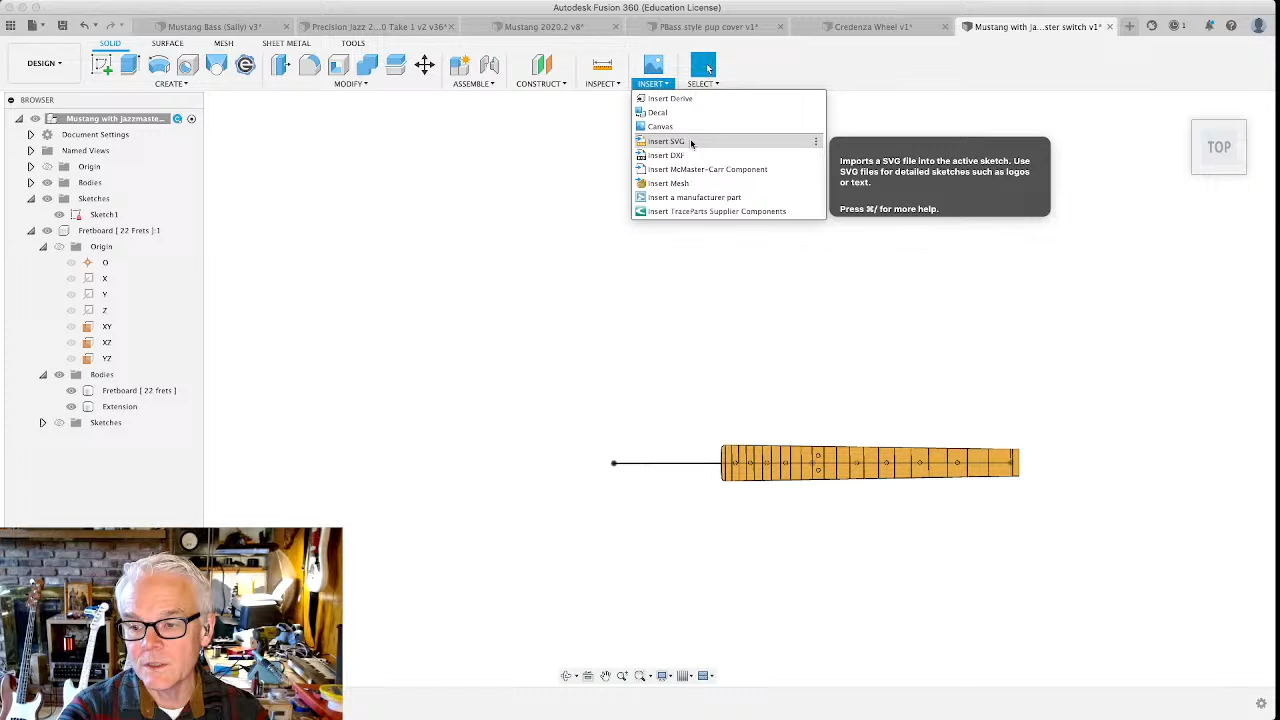 Autodesk Fusion 360 (Education License)
Mustang Bass (Sally) v3*
Precision Jazz 2...0 Take 1 v2 v36*
Mustang 2020.2 v8*
PBass style pup cover v1*
Credenza Wheel v1*
Mustang with Ja...ster switch v1*
1
SOLID
SURFACE
MESH
SHEET METAL
TOOLS
DESIGN
CREATE
MODIFY
ASSEMBLE
CONSTRUCT
INSPECT
INSERT
SELECT
BROWSER
Mustang with Jazzmaste...
Document Settings
Named Views
Origin
Bodies
Sketches
Sketch1
Fretboard [22 Frets ]:1
Origin
O
X
Y
Z
XY
XZ
YZ
Bodies
Fretboard [ 22 frets ]
Extension
Sketches
Insert Derive
Decal
Canvas
Insert SVG
Insert DXF
Insert McMaster-Carr Component
Insert Mesh
Insert a manufacturer part
Insert TraceParts Supplier Components
Imports a SVG file into the active sketch. Use
SVG files for detailed sketches such as logos
or text.
Press ⌘/ for more help.
TOP